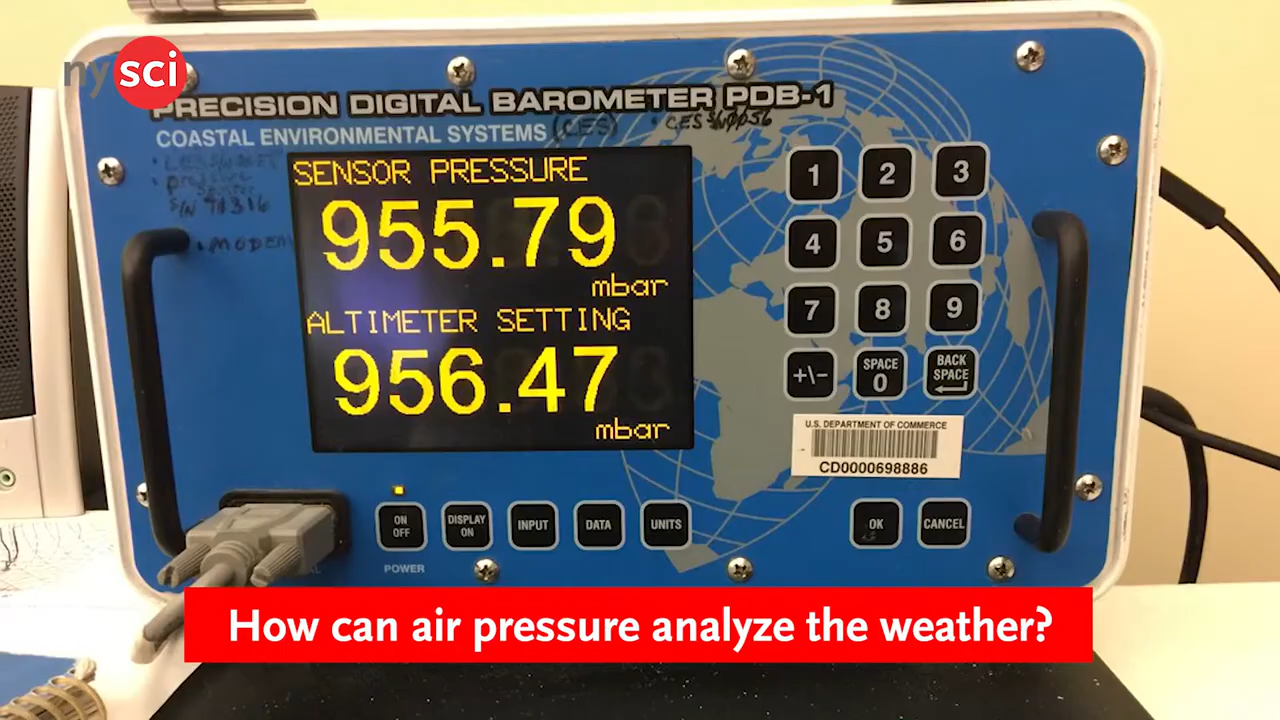 nysci
PRECISION DIGITAL BAROMETER PDB-1
COASTAL ENVIRONMENTAL SYSTEMS (CES)
SENSOR PRESSURE
955.79
mbar
ALTIMETER SETTING
956.47
mbar
S/N
MODEM
1 2 3
4 5 6
7 8 9
+\- SPACE 0 BACK SPACE
U.S. DEPARTMENT OF COMMERCE
CD0000698886
ON OFF
DISPLAY ON
INPUT
DATA
UNITS
OK
CANCEL
POWER
How can air pressure analyze the weather?